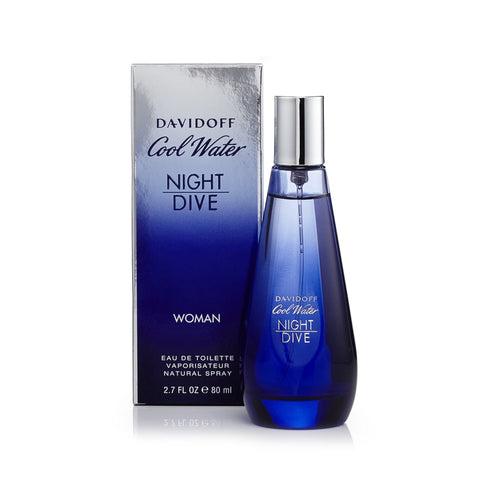 DAVIDOFF
Cool Water
NIGHT
DIVE
WOMAN
EAU DE TOILETTE
VAPORISATEUR
NATURAL SPRAY
2.7 FL OZ ℮ 80 ml
DAVIDOFF
Cool Water
NIGHT
DIVE